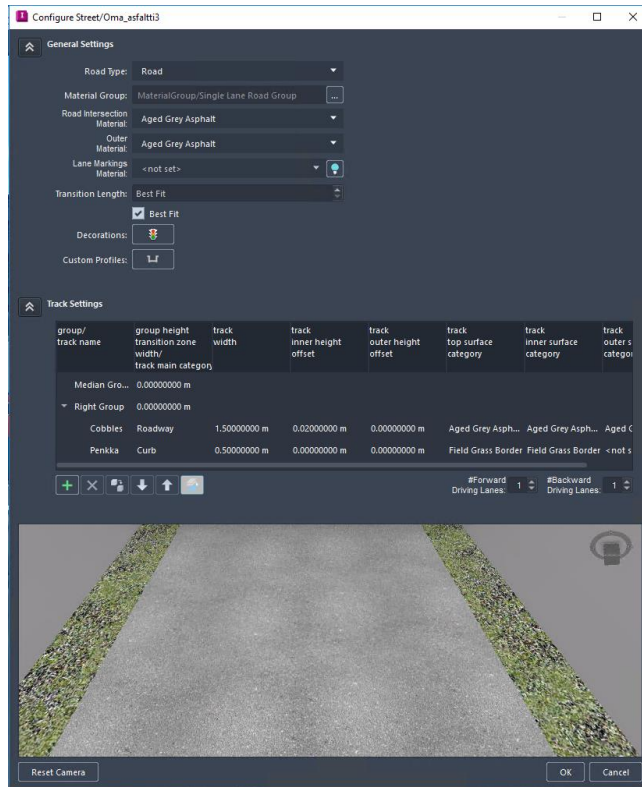 Configure Street/Oma_asfaltti3
General Settings
Road Type: Road
Material Group: MaterialGroup/Single Lane Road Group ...
Road Intersection
Material: Aged Grey Asphalt
Outer
Material: Aged Grey Asphalt
Lane Markings
Material: <not set>
Transition Length: Best Fit
Best Fit
Decorations:
Custom Profiles:
Track Settings
group/ group height track track track track track track
track name transition zone width inner height outer height top surface inner surface outer s
width/ offset offset category category categor
track main category
Median Gro... 0.00000000 m
Right Group 0.00000000 m
Cobbles Roadway 1.50000000 m 0.02000000 m 0.00000000 m Aged Grey Asph... Aged Grey Asph... Aged G
Penkka Curb 0.50000000 m 0.00000000 m 0.00000000 m Field Grass Border Field Grass Border <not s
#Forward #Backward
Driving Lanes: 1 Driving Lanes: 1
Reset Camera OK Cancel